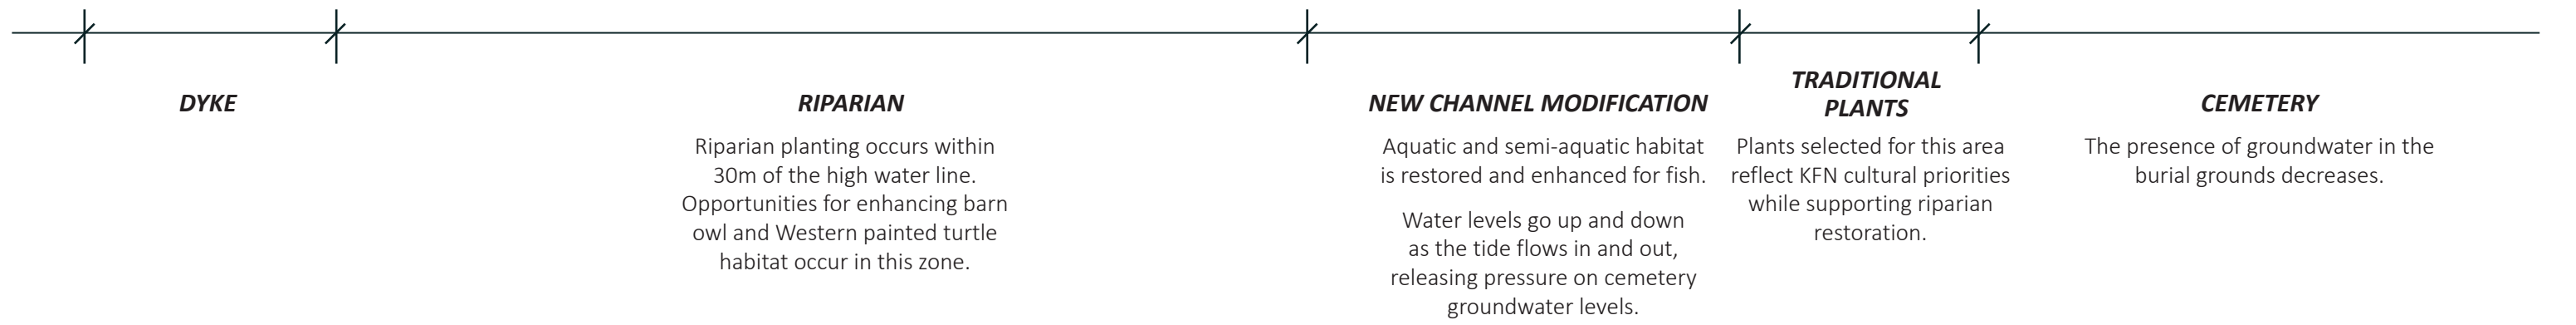 DYKE
RIPARIAN
Riparian planting occurs within
30m of the high water line.
Opportunities for enhancing barn
owl and Western painted turtle
habitat occur in this zone.
NEW CHANNEL MODIFICATION
Aquatic and semi-aquatic habitat
is restored and enhanced for fish.
Water levels go up and down
as the tide flows in and out,
releasing pressure on cemetery
groundwater levels.
TRADITIONAL
PLANTS
Plants selected for this area
reflect KFN cultural priorities
while supporting riparian
restoration.
CEMETERY
The presence of groundwater in the
burial grounds decreases.